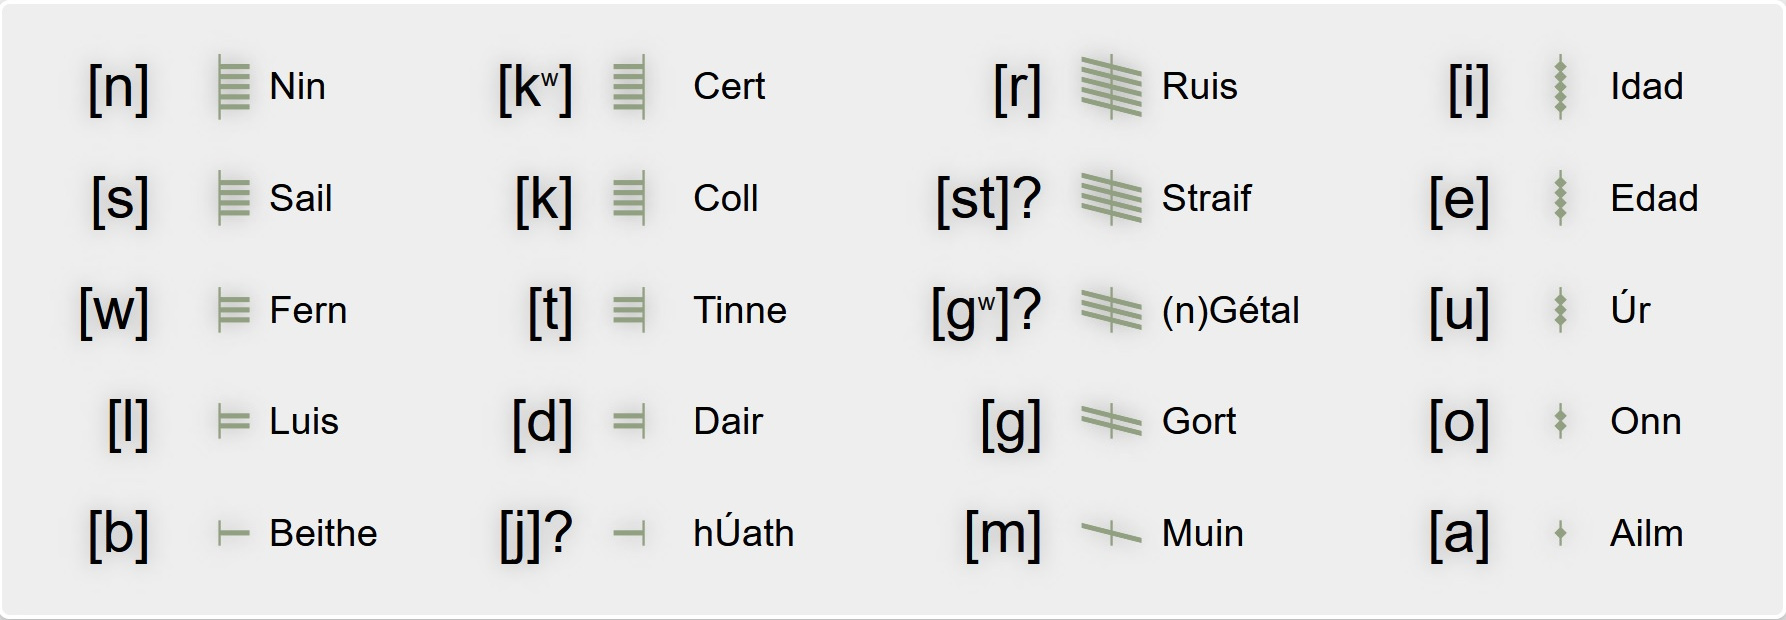 [n] ᚅ Nin [kʷ] ᚊ Cert [r] ᚏ Ruis [i] ᚔ Idad
[s] ᚄ Sail [k] ᚉ Coll [st]? ᚎ Straif [e] ᚓ Edad
[w] ᚃ Fern [t] ᚈ Tinne [gʷ]? ᚍ (n)Gétal [u] ᚒ Úr
[l] ᚂ Luis [d] ᚇ Dair [g] ᚌ Gort [o] ᚑ Onn
[b] ᚁ Beithe [j]? ᚆ hÚath [m] ᚋ Muin [a] ᚐ Ailm